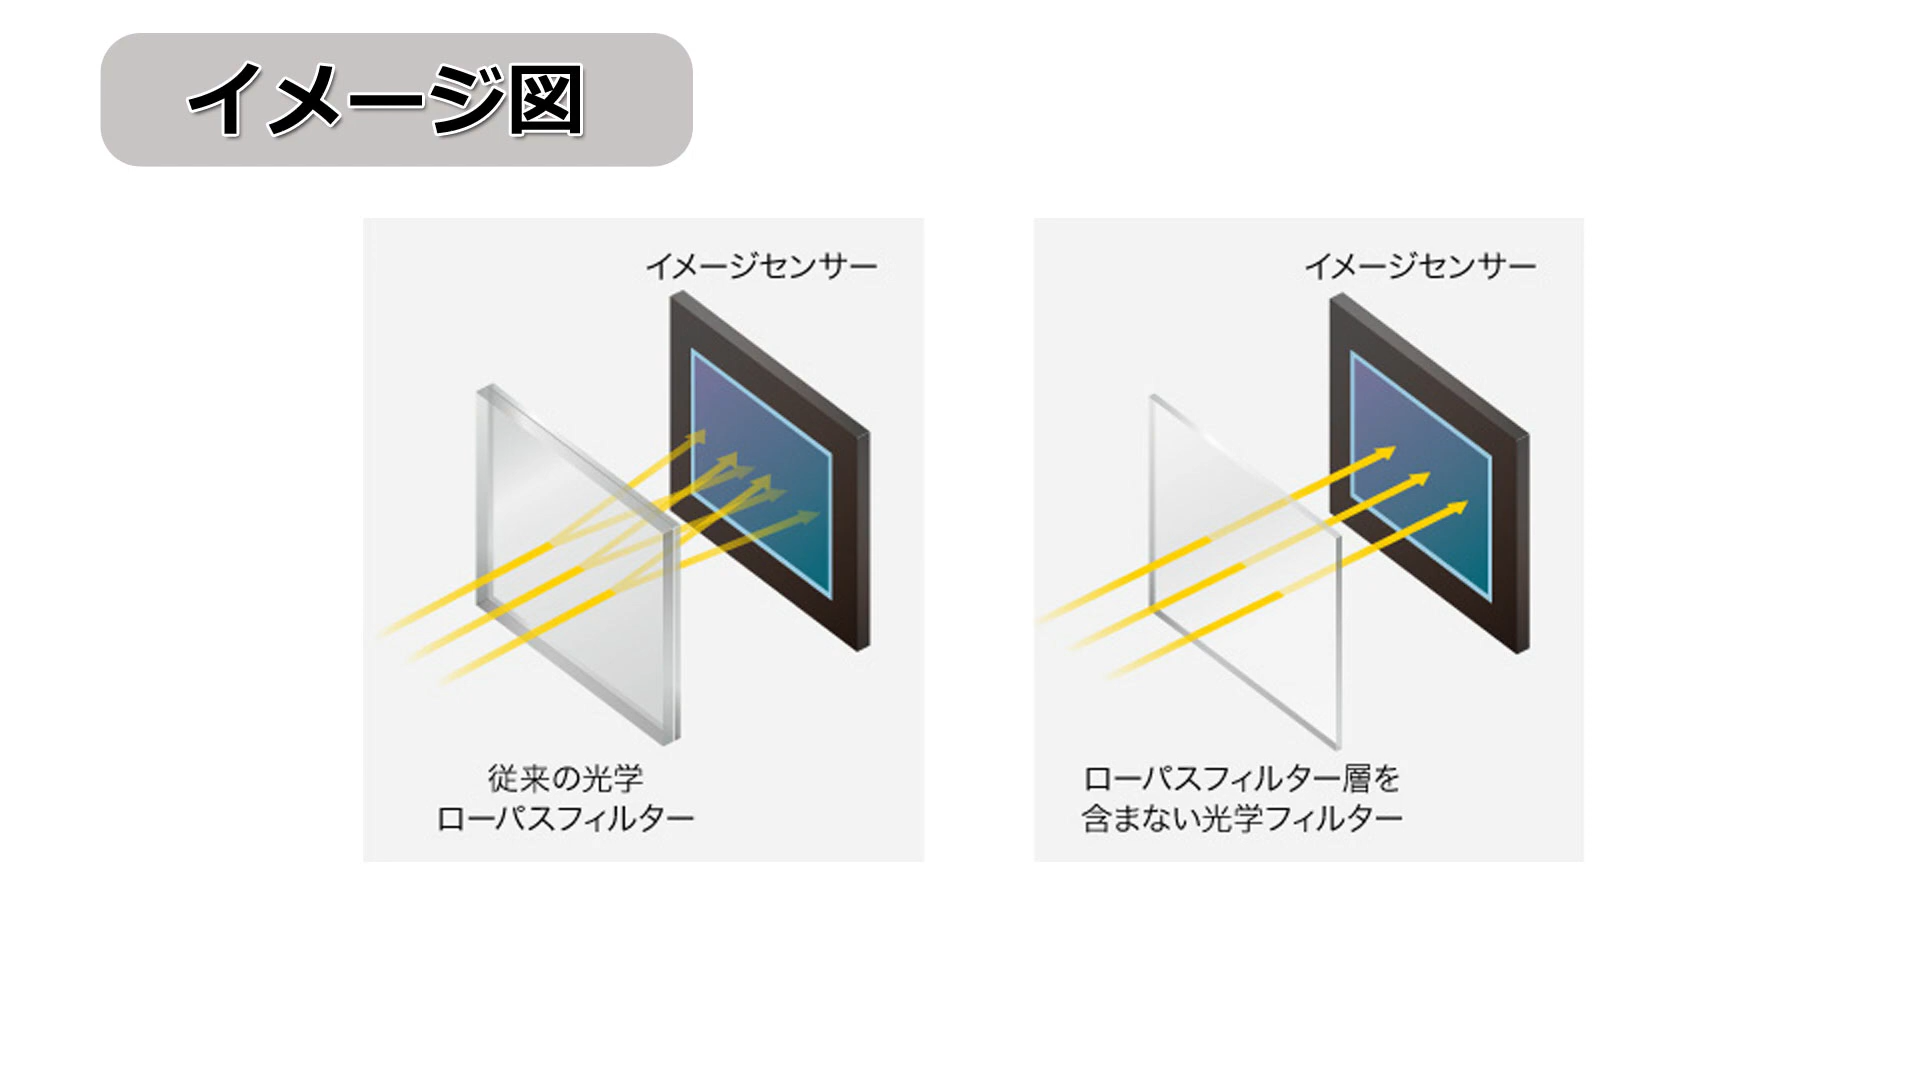 イメージ図
イメージセンサー
従来の光学
ローパスフィルター
イメージセンサー
ローパスフィルター層を
含まない光学フィルター